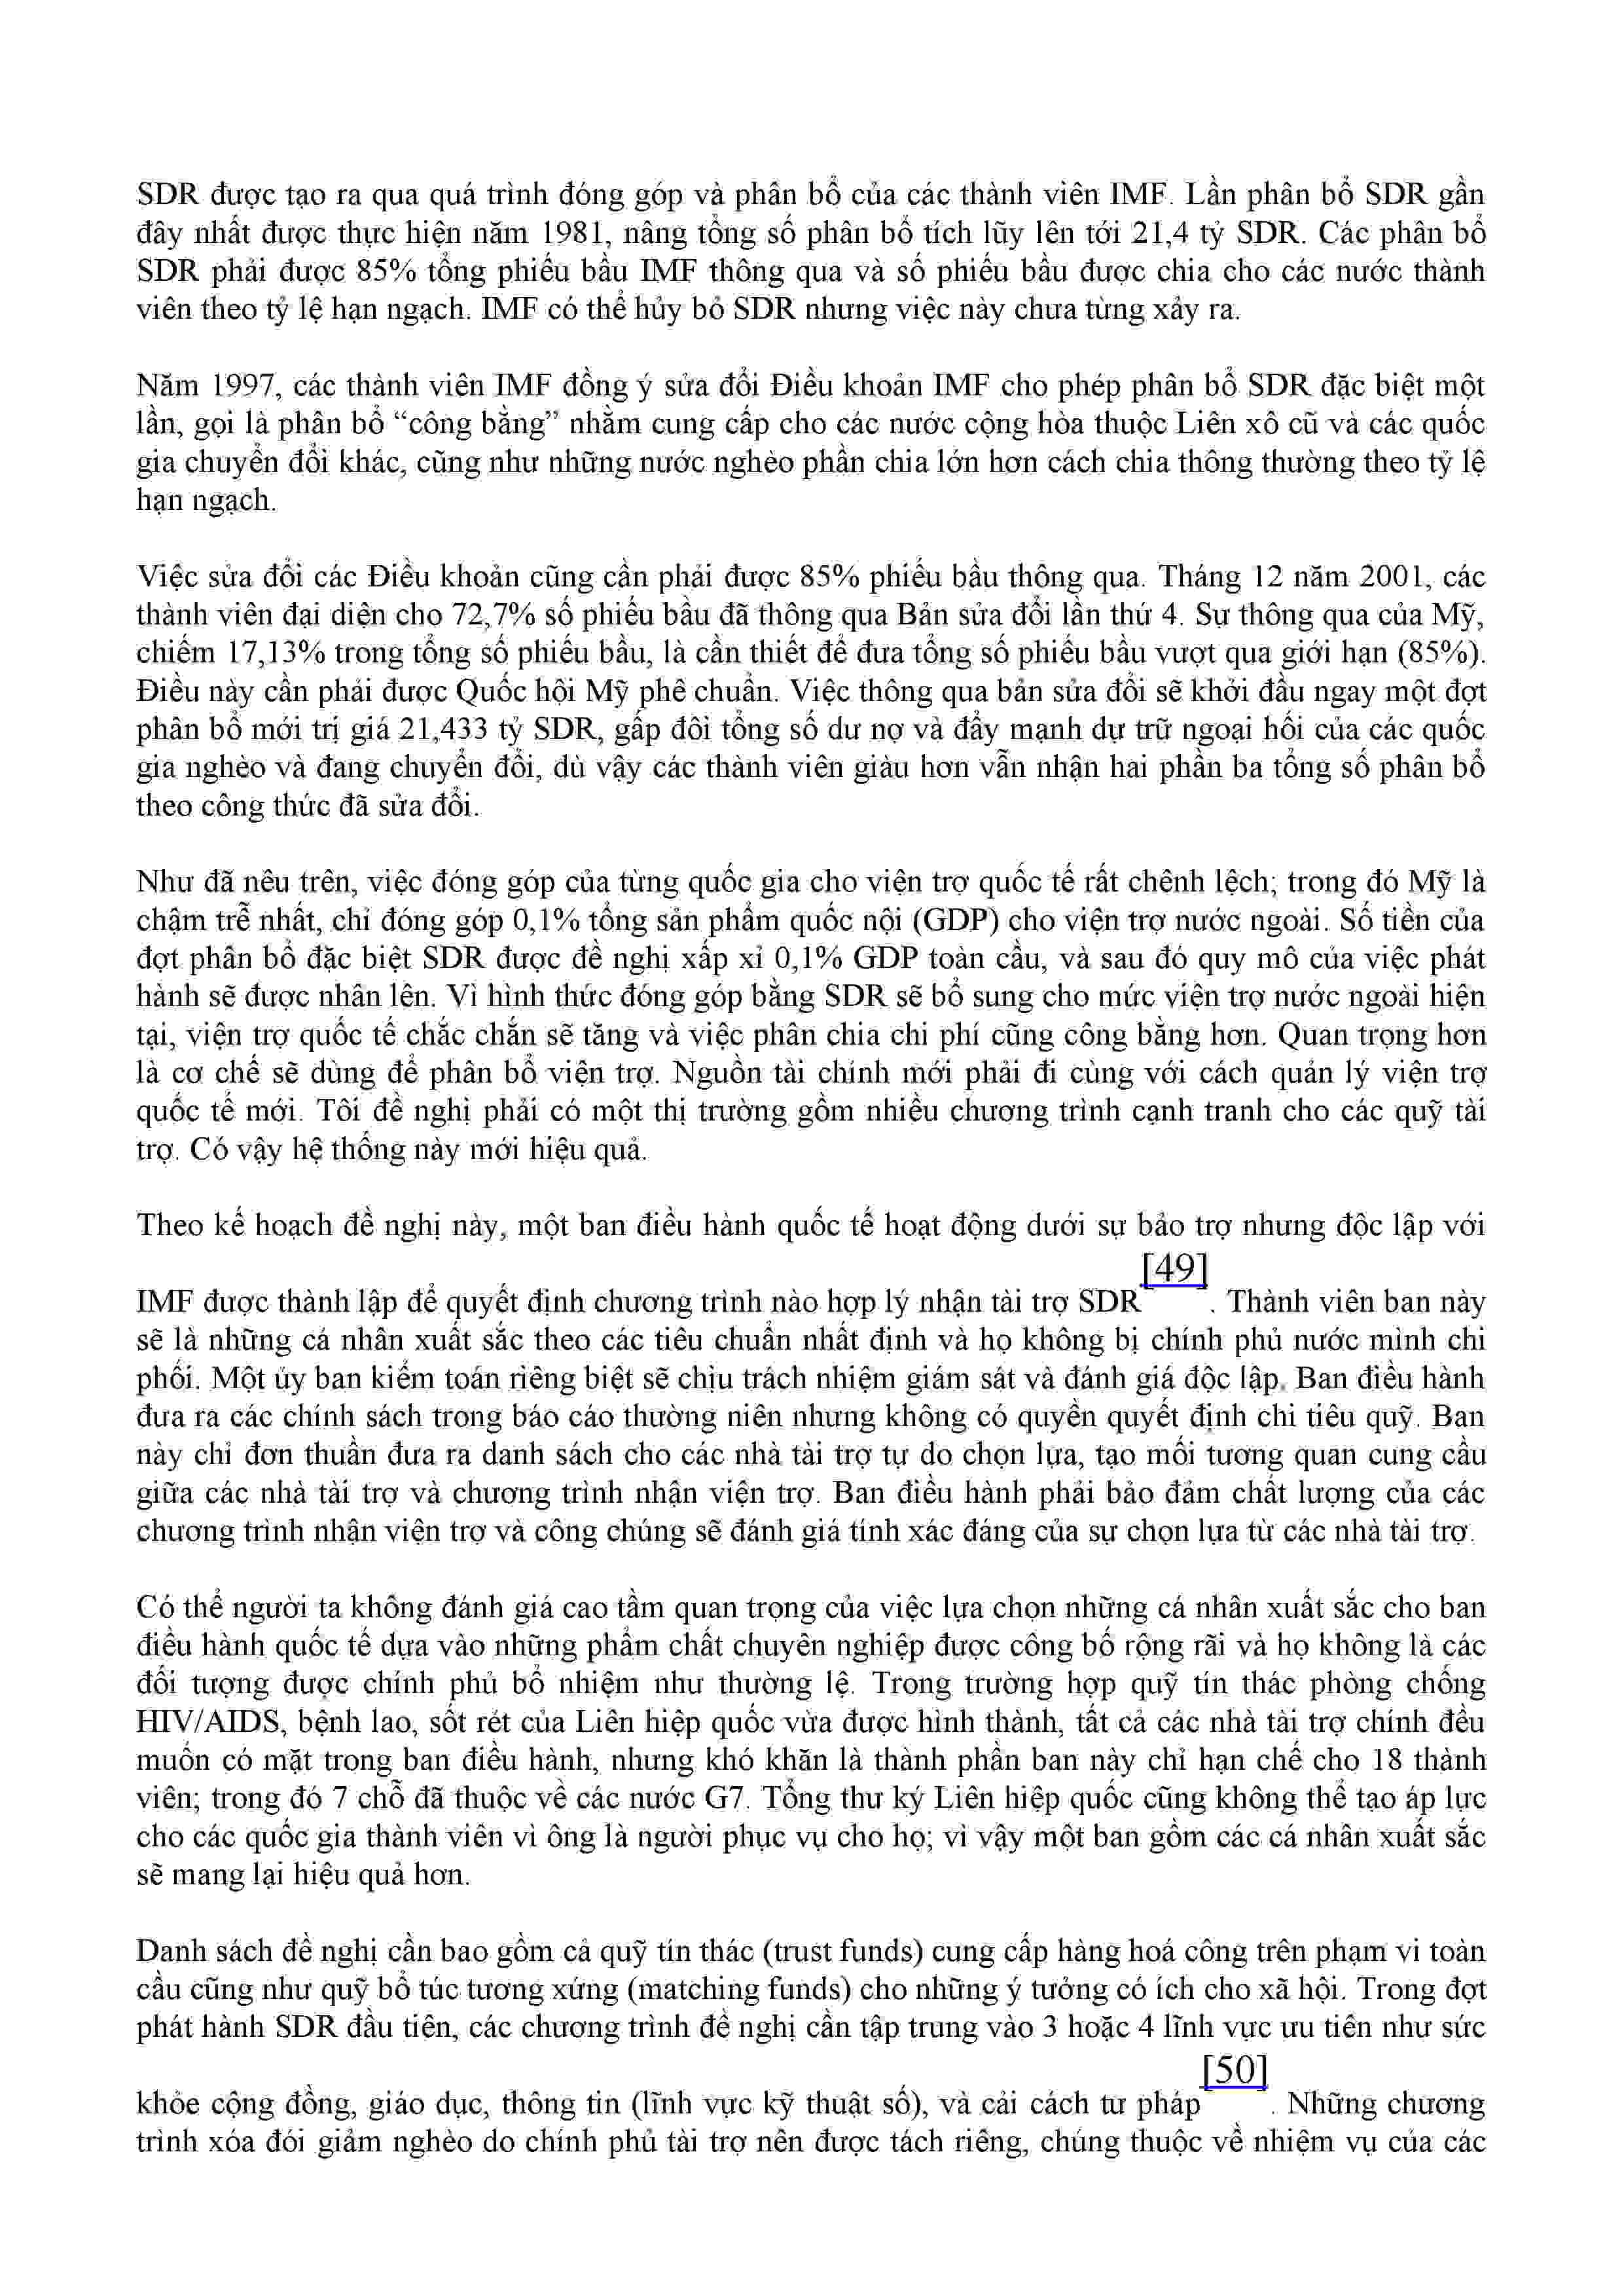 SDR được tạo ra qua quá trình đóng góp và phân bổ của các thành viên IMF. Lần phân bổ SDR gần
đây nhất được thực hiện năm 1981, nâng tổng số phân bổ tích lũy lên tới 21,4 tỷ SDR. Các phân bổ
SDR phải được 85% tổng phiếu bầu IMF thông qua và số phiếu bầu được chia cho các nước thành
viên theo tỷ lệ hạn ngạch. IMF có thể hủy bỏ SDR nhưng việc này chưa từng xảy ra.
Năm 1997, các thành viên IMF đồng ý sửa đổi Điều khoản IMF cho phép phân bổ SDR đặc biệt một
lần, gọi là phân bổ “công bằng” nhằm cung cấp cho các nước cộng hòa thuộc Liên xô cũ và các quốc
gia chuyển đổi khác, cũng như những nước nghèo phần chia lớn hơn cách chia thông thường theo tỷ lệ
hạn ngạch.
Việc sửa đổi các Điều khoản cũng cần phải được 85% phiếu bầu thông qua. Tháng 12 năm 2001, các
thành viên đại diện cho 72,7% số phiếu bầu đã thông qua Bản sửa đổi lần thứ 4. Sự thông qua của Mỹ,
chiếm 17,13% trong tổng số phiếu bầu, là cần thiết để đưa tổng số phiếu bầu vượt qua giới hạn (85%).
Điều này cần phải được Quốc hội Mỹ phê chuẩn. Việc thông qua bản sửa đổi sẽ khởi đầu ngay một đợt
phân bổ mới trị giá 21,433 tỷ SDR, gấp đôi tổng số dư nợ và đẩy mạnh dự trữ ngoại hối của các quốc
gia nghèo và đang chuyển đổi, dù vậy các thành viên giàu hơn vẫn nhận hai phần ba tổng số phân bổ
theo công thức đã sửa đổi.
Như đã nêu trên, việc đóng góp của từng quốc gia cho viện trợ quốc tế rất chênh lệch; trong đó Mỹ là
chậm trễ nhất, chỉ đóng góp 0,1% tổng sản phẩm quốc nội (GDP) cho viện trợ nước ngoài. Số tiền của
đợt phân bổ đặc biệt SDR được đề nghị xấp xỉ 0,1% GDP toàn cầu, và sau đó quy mô của việc phát
hành sẽ được nhân lên. Vì hình thức đóng góp bằng SDR sẽ bổ sung cho mức viện trợ nước ngoài hiện
tại, viện trợ quốc tế chắc chắn sẽ tăng và việc phân chia chi phí cũng công bằng hơn. Quan trọng hơn
là cơ chế sẽ dùng để phân bổ viện trợ. Nguồn tài chính mới phải đi cùng với cách quản lý viện trợ
quốc tế mới. Tôi đề nghị phải có một thị trường gồm nhiều chương trình cạnh tranh cho các quỹ tài
trợ. Có vậy hệ thống này mới hiệu quả.
Theo kế hoạch đề nghị này, một ban điều hành quốc tế hoạt động dưới sự bảo trợ nhưng độc lập với
IMF được thành lập để quyết định chương trình nào hợp lý nhận tài trợ SDR[49]. Thành viên ban này
sẽ là những cá nhân xuất sắc theo các tiêu chuẩn nhất định và họ không bị chính phủ nước mình chi
phối. Một ủy ban kiểm toán riêng biệt sẽ chịu trách nhiệm giám sát và đánh giá độc lập. Ban điều hành
đưa ra các chính sách trong báo cáo thường niên nhưng không có quyền quyết định chi tiêu quỹ. Ban
này chỉ đơn thuần đưa ra danh sách cho các nhà tài trợ tự do chọn lựa, tạo mối tương quan cung cầu
giữa các nhà tài trợ và chương trình nhận viện trợ. Ban điều hành phải bảo đảm chất lượng của các
chương trình nhận viện trợ và công chúng sẽ đánh giá tính xác đáng của sự chọn lựa từ các nhà tài trợ.
Có thể người ta không đánh giá cao tầm quan trọng của việc lựa chọn những cá nhân xuất sắc cho ban
điều hành quốc tế dựa vào những phẩm chất chuyên nghiệp được công bố rộng rãi và họ không là các
đối tượng được chính phủ bổ nhiệm như thường lệ. Trong trường hợp quỹ tín thác phòng chống
HIV/AIDS, bệnh lao, sốt rét của Liên hiệp quốc vừa được hình thành, tất cả các nhà tài trợ chính đều
muốn có mặt trong ban điều hành, nhưng khó khăn là thành phần ban này chỉ hạn chế cho 18 thành
viên; trong đó 7 chỗ đã thuộc về các nước G7. Tổng thư ký Liên hiệp quốc cũng không thể tạo áp lực
cho các quốc gia thành viên vì ông là người phục vụ cho họ; vì vậy một ban gồm các cá nhân xuất sắc
sẽ mang lại hiệu quả hơn.
Danh sách đề nghị cần bao gồm cả quỹ tín thác (trust funds) cung cấp hàng hoá công trên phạm vi toàn
cầu cũng như quỹ bổ túc tương xứng (matching funds) cho những ý tưởng có ích cho xã hội. Trong đợt
phát hành SDR đầu tiên, các chương trình đề nghị cần tập trung vào 3 hoặc 4 lĩnh vực ưu tiên như sức
khỏe cộng đồng, giáo dục, thông tin (lĩnh vực kỹ thuật số), và cải cách tư pháp[50]. Những chương
trình xóa đói giảm nghèo do chính phủ tài trợ nên được tách riêng, chúng thuộc về nhiệm vụ của các